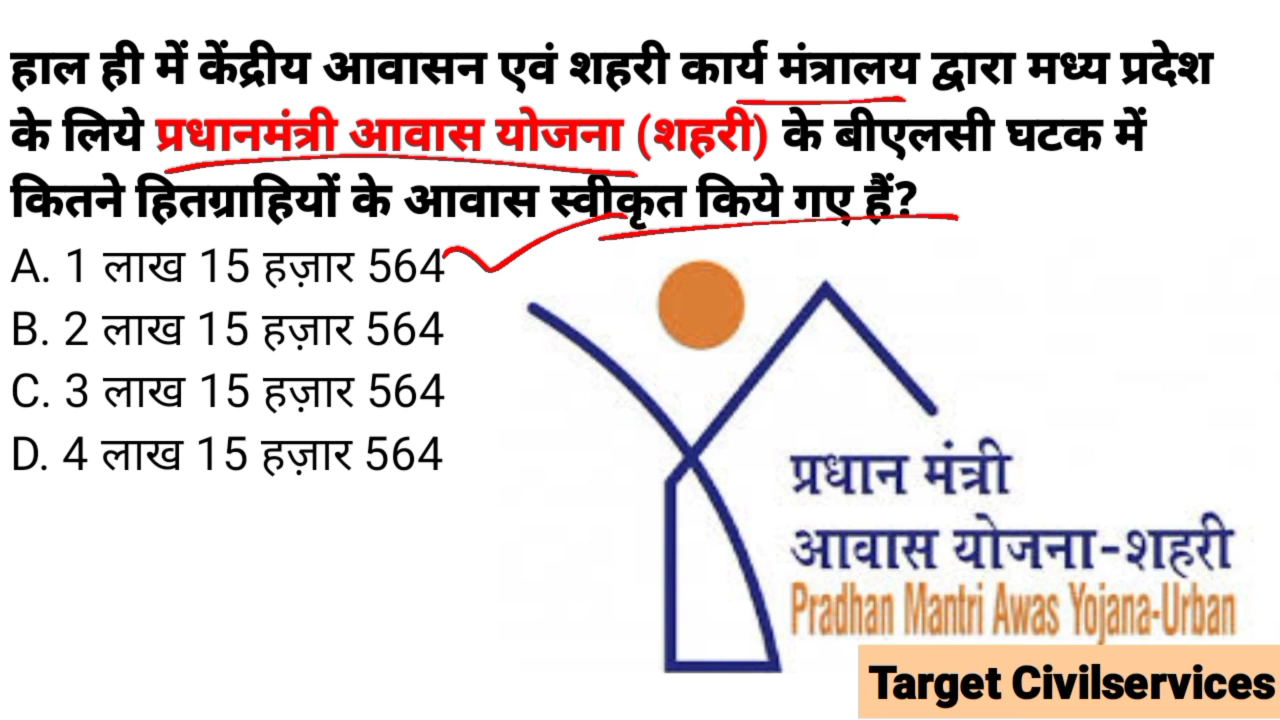 हाल ही में केंद्रीय आवासन एवं शहरी कार्य मंत्रालय द्वारा मध्य प्रदेश
के लिये प्रधानमंत्री आवास योजना (शहरी) के बीएलसी घटक में
कितने हितग्राहियों के आवास स्वीकृत किये गए हैं?
A. 1 लाख 15 हज़ार 564
B. 2 लाख 15 हज़ार 564
C. 3 लाख 15 हज़ार 564
D. 4 लाख 15 हज़ार 564
प्रधान मंत्री
आवास योजना-शहरी
Pradhan Mantri Awas Yojana-Urban
Target Civilservices